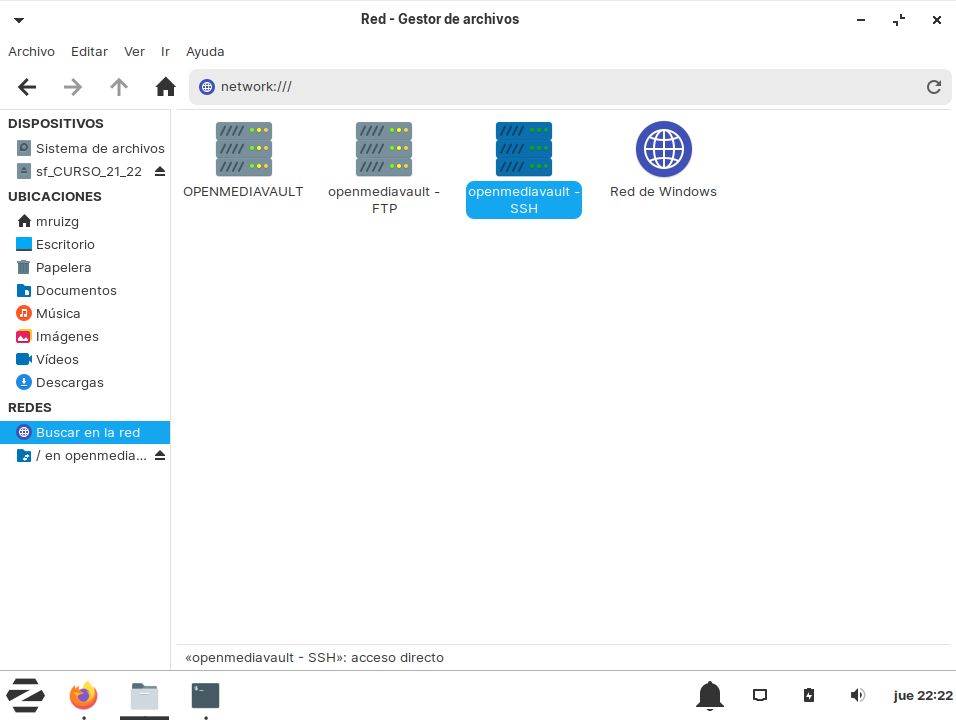 Red - Gestor de archivos
Archivo Editar Ver Ir Ayuda
network:///
DISPOSITIVOS
Sistema de archivos
sf_CURSO_21_22
UBICACIONES
mruizg
Escritorio
Papelera
Documentos
Música
Imágenes
Vídeos
Descargas
REDES
Buscar en la red
/ en openmedia...
OPENMEDIAVAULT
openmediavault -
FTP
openmediavault -
SSH
Red de Windows
«openmediavault - SSH»: acceso directo
jue 22:22